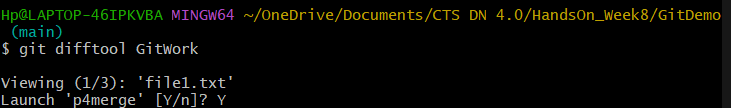 Hp@LAPTOP-46IPKVBA MINGW64 ~/OneDrive/Documents/CTS DN 4.0/HandsOn_Week8/GitDemo
(main)
$ git difftool GitWork
Viewing (1/3): 'file1.txt'
Launch 'p4merge' [Y/n]? Y